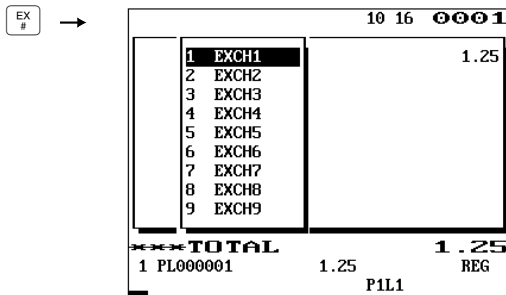 EX
#
10 16 0001
1 EXCH1 1.25
2 EXCH2
3 EXCH3
4 EXCH4
5 EXCH5
6 EXCH6
7 EXCH7
8 EXCH8
9 EXCH9
***TOTAL 1.25
1 PL000001 1.25 REG
P1L1